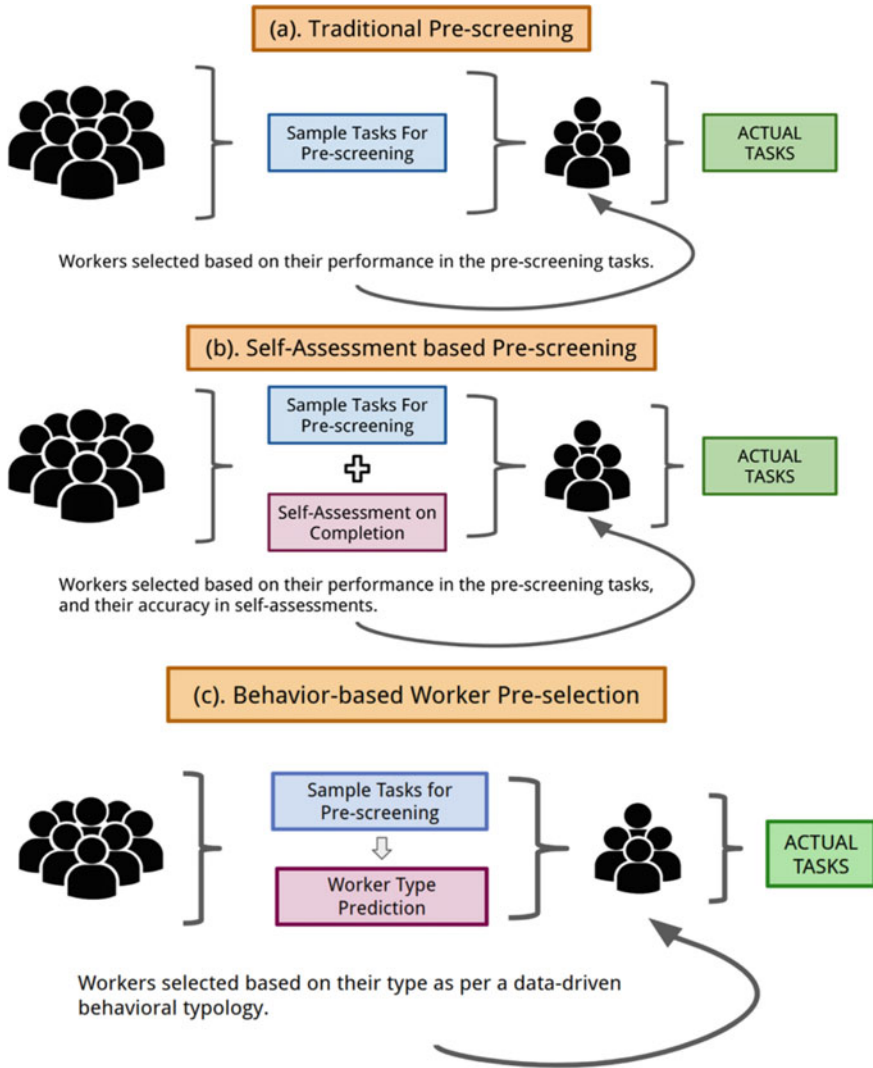 (a). Traditional Pre-screening
Sample Tasks For
Pre-screening
ACTUAL
TASKS
Workers selected based on their performance in the pre-screening tasks.
(b). Self-Assessment based Pre-screening
Sample Tasks For
Pre-screening
Self-Assessment on
Completion
ACTUAL
TASKS
Workers selected based on their performance in the pre-screening tasks,
and their accuracy in self-assessments.
(c). Behavior-based Worker Pre-selection
Sample Tasks for
Pre-screening
Worker Type
Prediction
ACTUAL
TASKS
Workers selected based on their type as per a data-driven
behavioral typology.